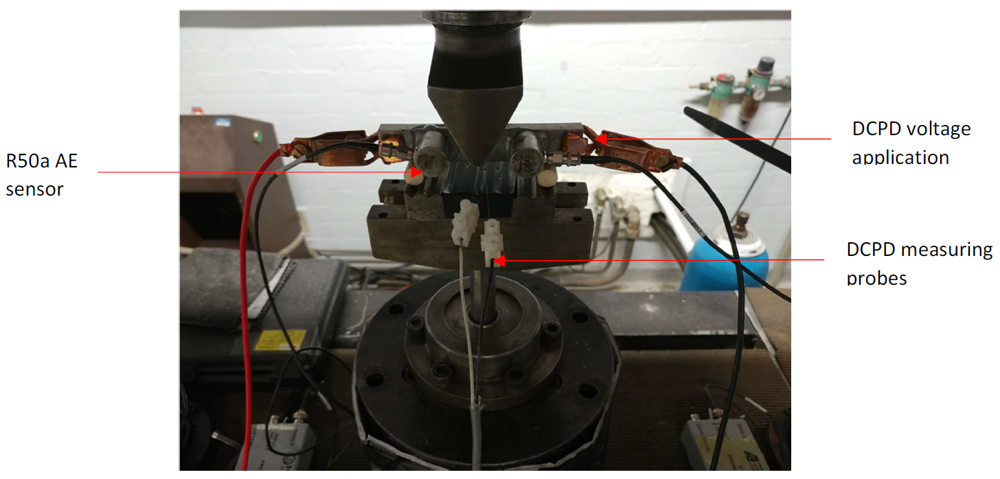 R50a AE
sensor
DCPD voltage
application
DCPD measuring
probes